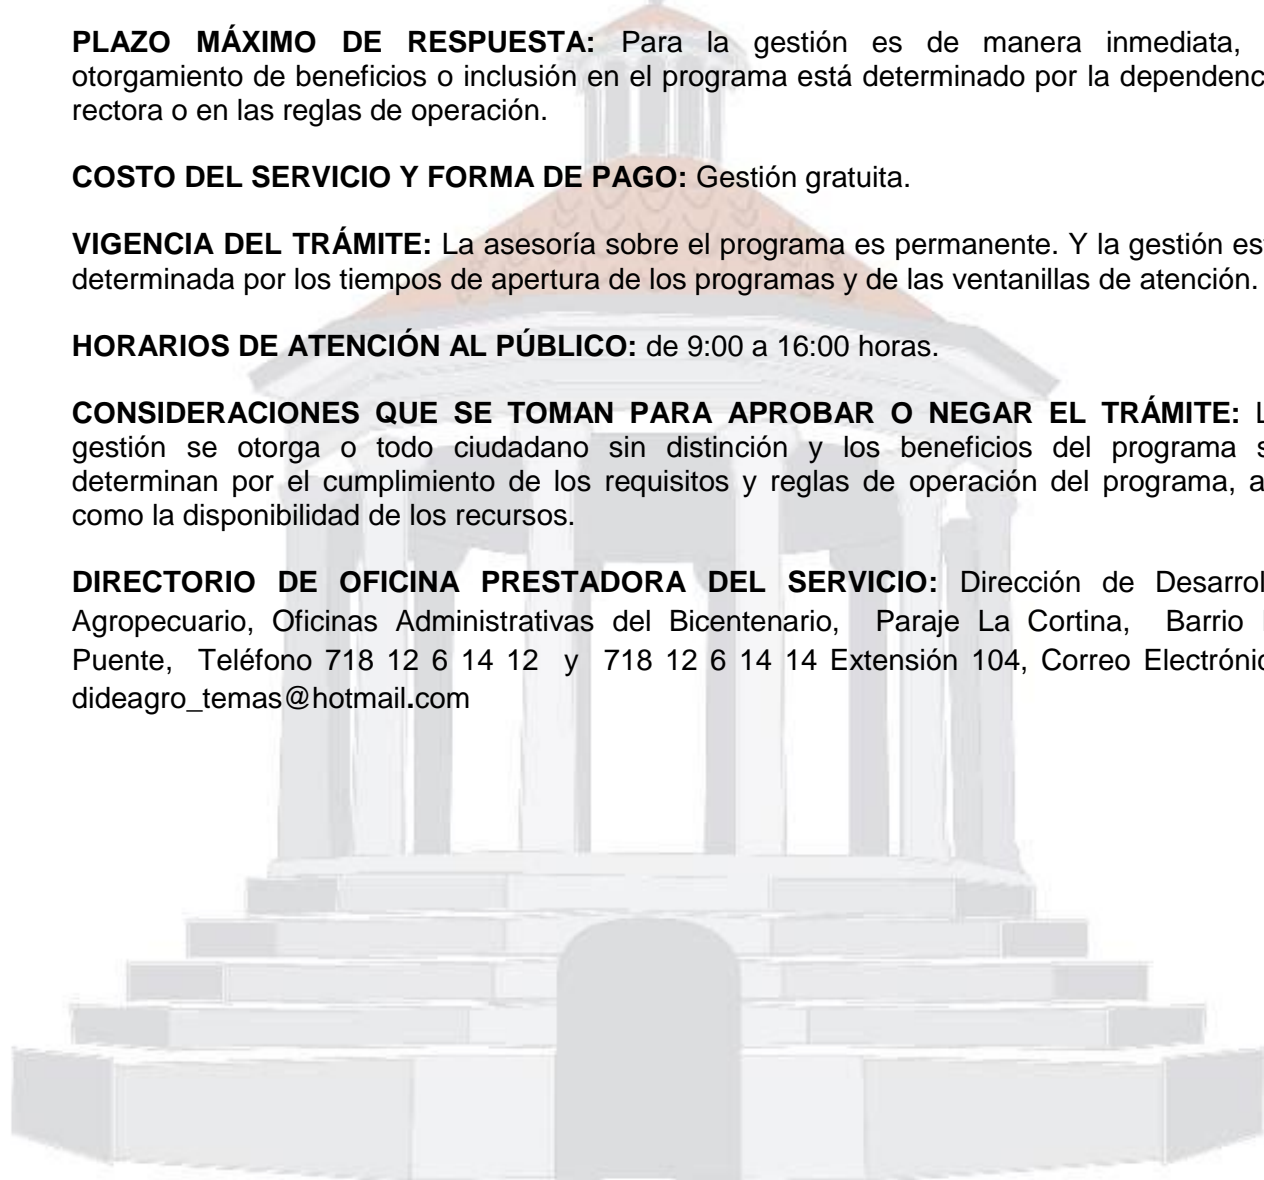 PLAZO MÁXIMO DE RESPUESTA: Para la gestión es de manera inmediata,
otorgamiento de beneficios o inclusión en el programa está determinado por la dependenc
rectora o en las reglas de operación.
COSTO DEL SERVICIO Y FORMA DE PAGO: Gestión gratuita.
VIGENCIA DEL TRÁMITE: La asesoría sobre el programa es permanente. Y la gestión est
determinada por los tiempos de apertura de los programas y de las ventanillas de atención.
HORARIOS DE ATENCIÓN AL PÚBLICO: de 9:00 a 16:00 horas.
CONSIDERACIONES QUE SE TOMAN PARA APROBAR O NEGAR EL TRÁMITE: L
gestión se otorga o todo ciudadano sin distinción y los beneficios del programa s
determinan por el cumplimiento de los requisitos y reglas de operación del programa, a
como la disponibilidad de los recursos.
DIRECTORIO DE OFICINA PRESTADORA DEL SERVICIO: Dirección de Desarrol
Agropecuario, Oficinas Administrativas del Bicentenario, Paraje La Cortina, Barrio
Puente, Teléfono 718 12 6 14 12 y 718 12 6 14 14 Extensión 104, Correo Electrónic
dideagro_temas@hotmail.com